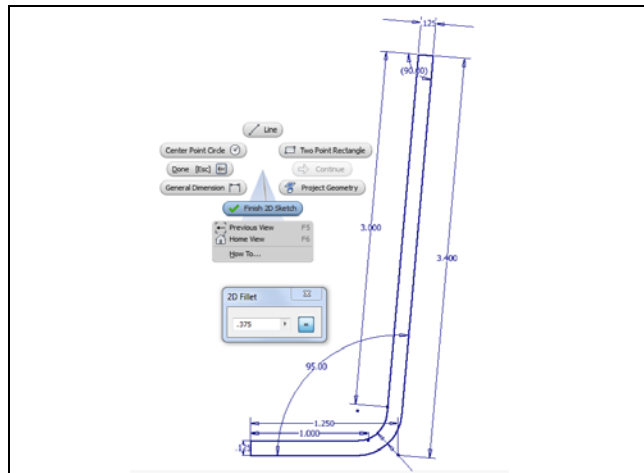 .125
(90.00)
Line
Center Point Circle
Two Point Rectangle
Done [Esc]
Continue
General Dimension
Project Geometry
Finish 2D Sketch
Previous View F5
Home View F6
How To...
3.000
3.400
2D Fillet
.375
95.00
1.250
1.000
.125